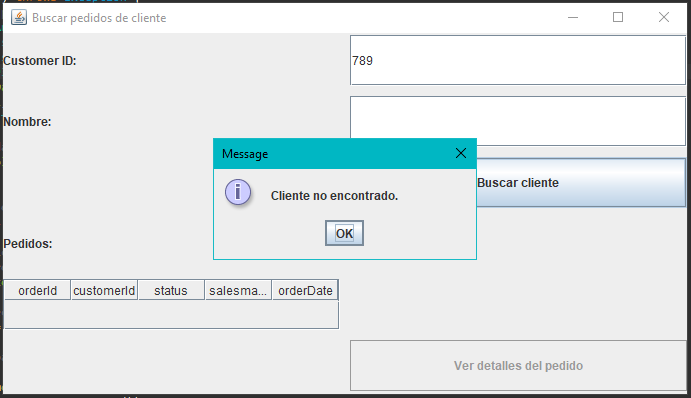 Buscar pedidos de cliente
Customer ID:
789
Nombre:
Message
Cliente no encontrado.
OK
Buscar cliente
Pedidos:
orderId customerId status salesma... orderDate
Ver detalles del pedido